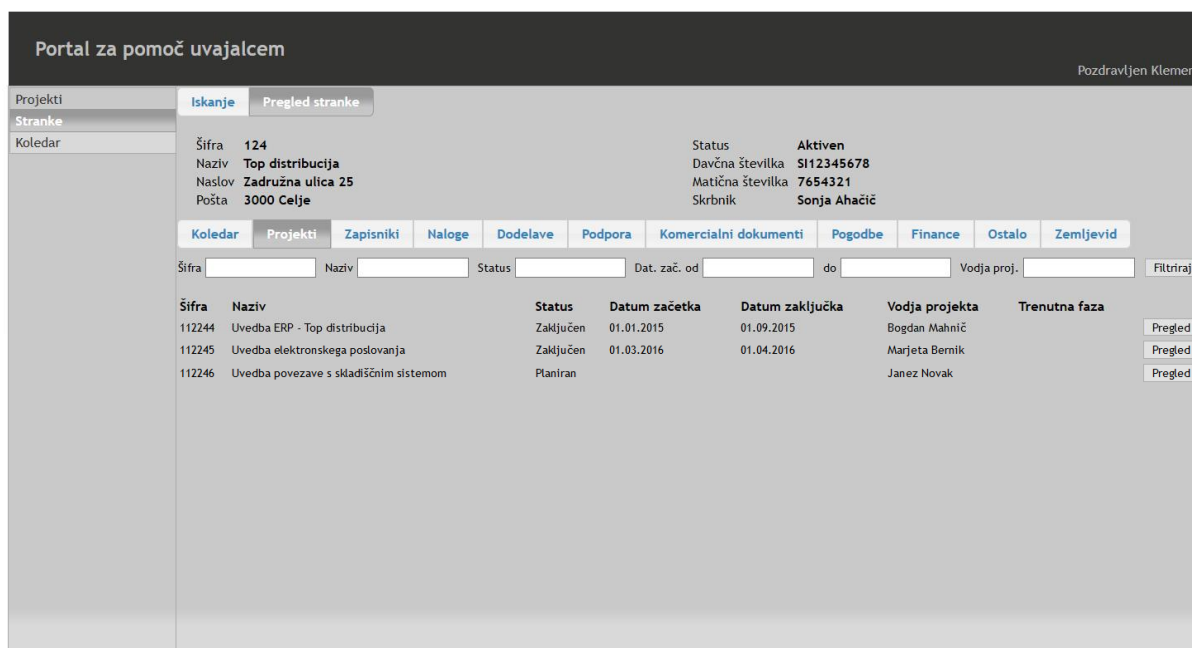 Portal za pomoč uvajalcem
Pozdravljen Klemen
Projekti
Stranke
Koledar
Iskanje Pregled stranke
Šifra 124 Status Aktiven
Naziv Top distribucija Davčna številka SI12345678
Naslov Zadružna ulica 25 Matična številka 7654321
Pošta 3000 Celje Skrbnik Sonja Ahačič
Koledar Projekti Zapisniki Naloge Dodelave Podpora Komercialni dokumenti Pogodbe Finance Ostalo Zemljevid
Šifra Naziv Status Dat. zač. od do Vodja proj. Filtriraj
Šifra Naziv Status Datum začetka Datum zaključka Vodja projekta Trenutna faza
112244 Uvedba ERP - Top distribucija Zaključen 01.01.2015 01.09.2015 Bogdan Mahnič Pregled
112245 Uvedba elektronskega poslovanja Zaključen 01.03.2016 01.04.2016 Marjeta Bernik Pregled
112246 Uvedba povezave s skladiščnim sistemom Planiran Janez Novak Pregled